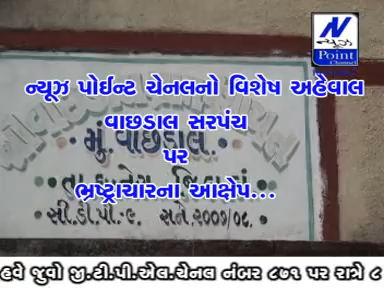 N
ન્યૂઝ
Point
Channel
ન્યૂઝ પોઈન્ટ ચેનલનો વિશેષ અહેવાલ
વાછડાલ સરપંચ
મું. વાછડાલ.
પર
ભ્રષ્ટ્રાચારના આક્ષેપ...
સી.ડી.પી-૯. સને.૨૦૦૭/૦૮.
હવે જુવો જી.ટી.પી.એલ.ચેનલ નંબર ૮૭૧ પર રાત્રે ૮